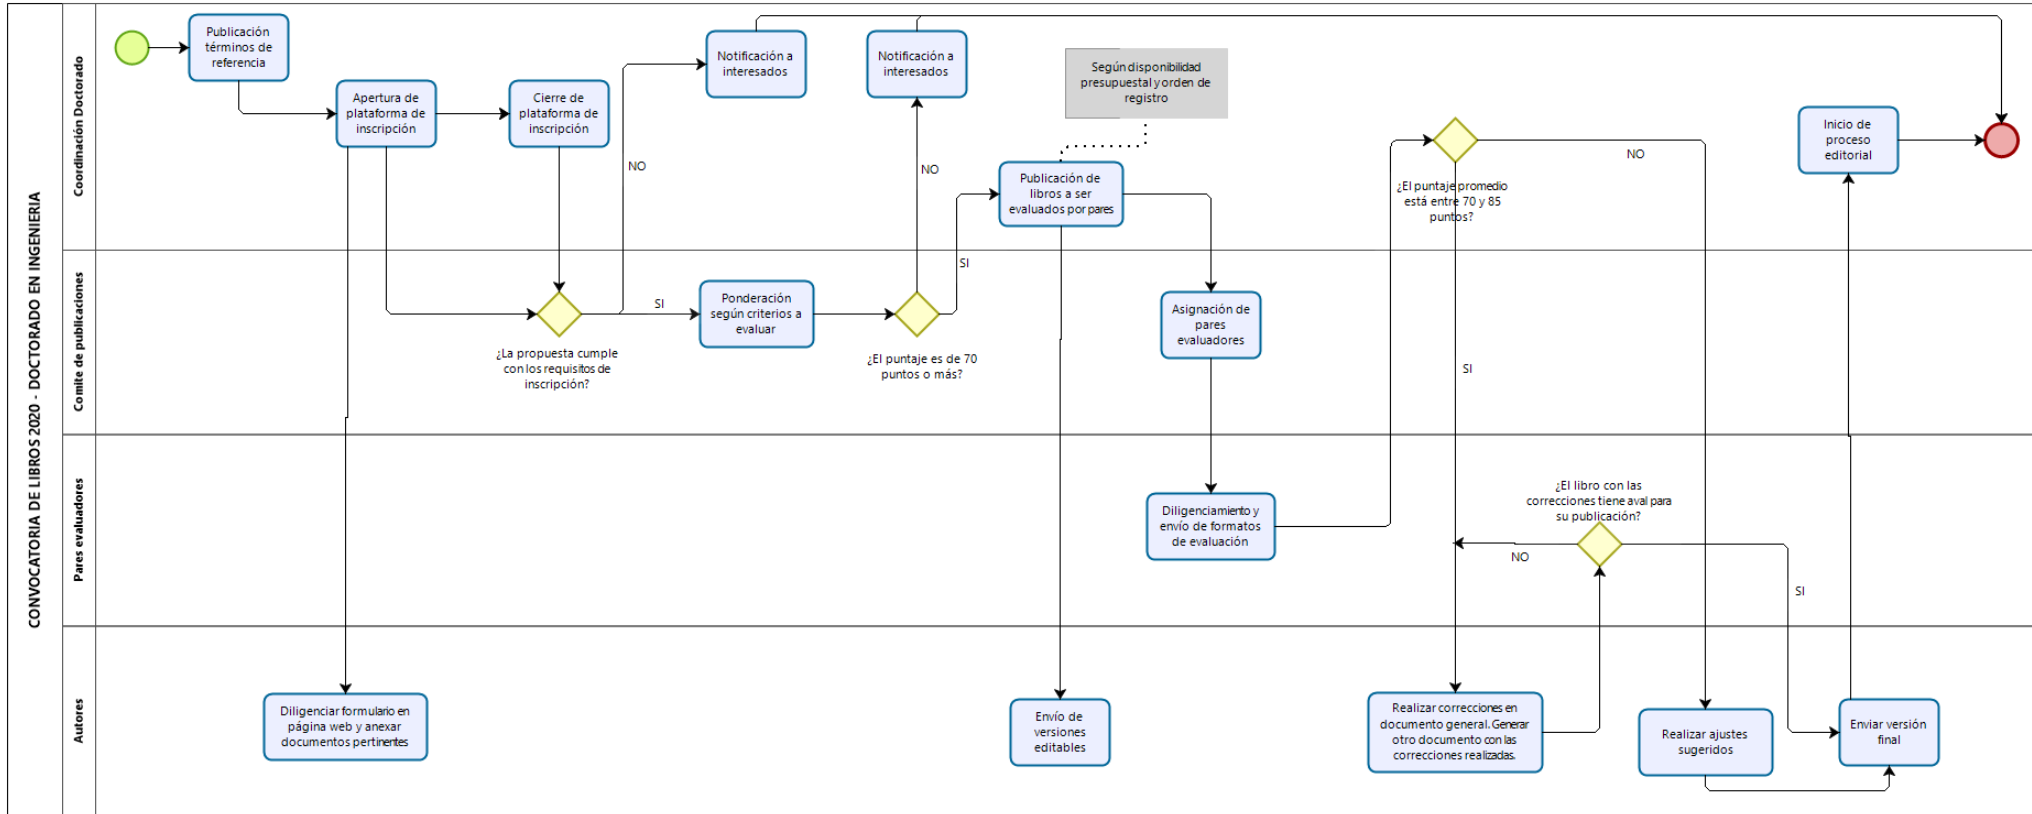 CONVOCATORIA DE LIBROS 2020 - DOCTORADO EN INGENIERIA
Coordinación Doctorado
Publicación
términos de
referencia
Apertura de
plataforma de
inscripción
Cierre de
plataforma de
inscripción
NO
Notificación a
interesados
Notificación a
interesados
NO
Según disponibilidad
presupuestal y orden de
registro
Publicación de
libros a ser
evaluados por pares
¿El puntaje promedio
está entre 70 y 85
puntos?
NO
Inicio de
proceso
editorial
Comite de publicaciones
¿La propuesta cumple
con los requisitos de
inscripción?
SI
Ponderación
según criterios a
evaluar
¿El puntaje es de 70
puntos o más?
SI
Asignación de
pares
evaluadores
SI
Pares evaluadores
Diligenciamiento y
envío de formatos
de evaluación
¿El libro con las
correcciones tiene aval para
su publicación?
NO
SI
Autores
Diligenciar formulario en
página web y anexar
documentos pertinentes
Envío de
versiones
editables
Realizar correcciones en
documento general. Generar
otro documento con las
correcciones realizadas.
Realizar ajustes
sugeridos
Enviar versión
final